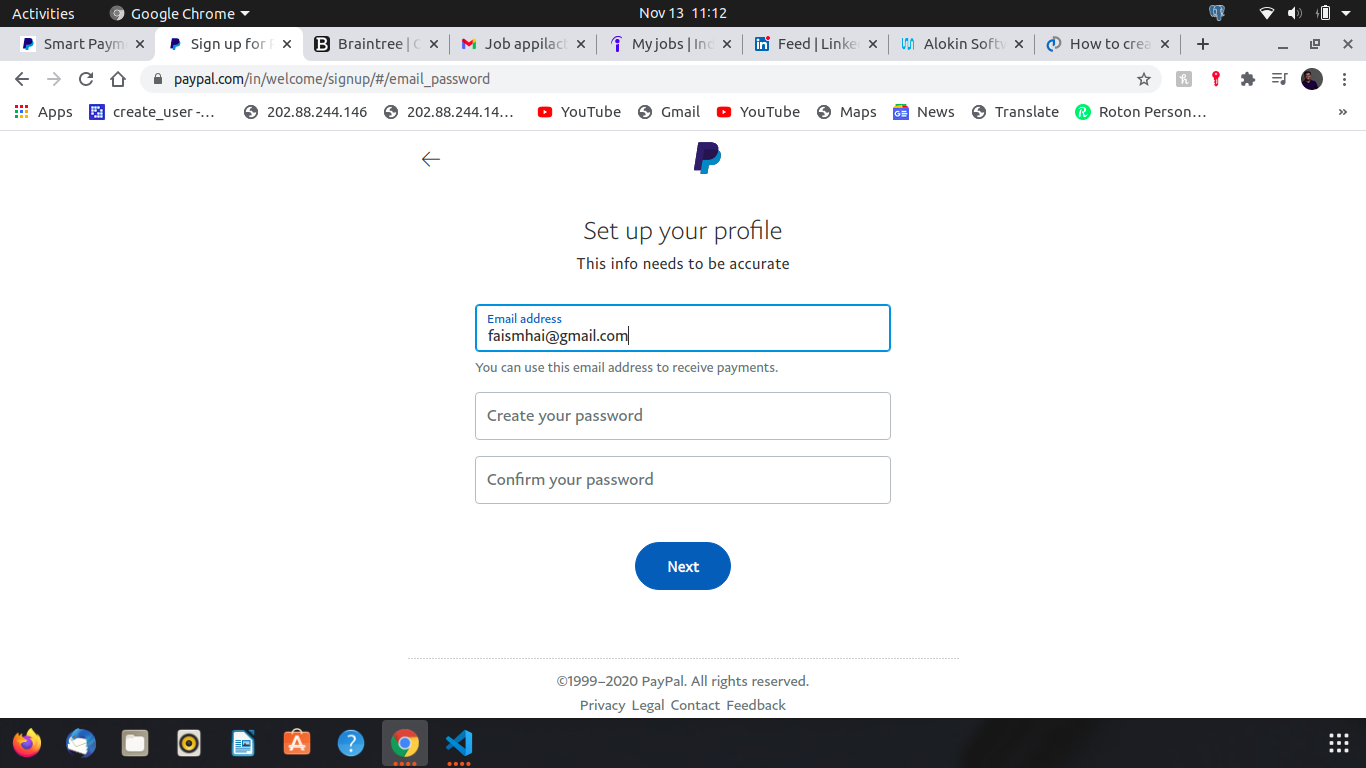 Activities Google Chrome Nov 13 11:12
Smart Paym Sign up for P Braintree | C Job appilact My jobs | Ind Feed | Linke Alokin Softw How to crea
paypal.com/in/welcome/signup/#/email_password
Apps create_user -... 202.88.244.146 202.88.244.14... YouTube Gmail YouTube Maps News Translate Roton Person... »
Set up your profile
This info needs to be accurate
Email address
faismhai@gmail.com
You can use this email address to receive payments.
Create your password
Confirm your password
Next
©1999–2020 PayPal. All rights reserved.
Privacy Legal Contact Feedback